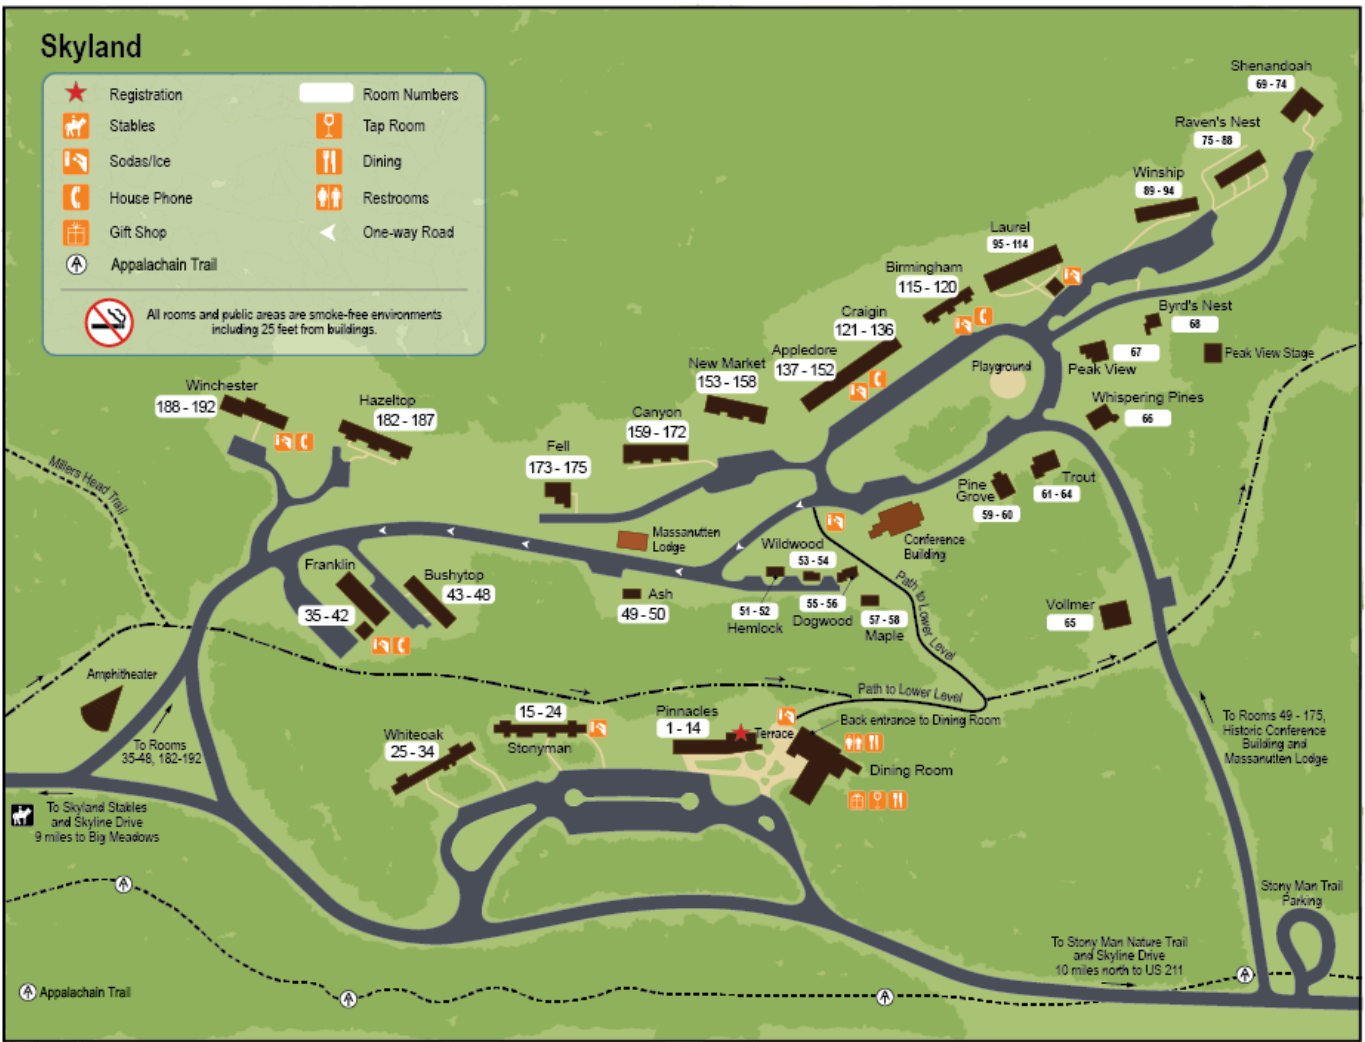 Skyland
Registration
Room Numbers
Stables
Tap Room
Sodas/Ice
Dining
House Phone
Restrooms
Gift Shop
One-way Road
Appalachain Trail
All rooms and public areas are smoke-free environments
including 25 feet from buildings.
Shenandoah
69 - 74
Raven's Nest
75 - 88
Winship
89 - 94
Laurel
95 - 114
Birmingham
115 - 120
Craigin
121 - 136
Appledore
137 - 152
New Market
153 - 158
Canyon
159 - 172
Fell
173 - 175
Hazeltop
182 - 187
Winchester
188 - 192
Millers Head Trail
Byrd's Nest
68
Peak View Stage
67
Peak View
Playground
Whispering Pines
66
Trout
61 - 64
Pine
Grove
59 - 60
Conference
Building
Massanutten
Lodge
Wildwood
53 - 54
55 - 56
Dogwood
51 - 52
Hemlock
57 - 58
Maple
Ash
49 - 50
Bushytop
43 - 48
Franklin
35 - 42
Path to Lower Level
Path to Lower Level
Vollmer
65
Amphitheater
To Rooms
35-48, 182-192
To Skyland Stables
and Skyline Drive
9 miles to Big Meadows
Whiteoak
25 - 34
15 - 24
Stonyman
Pinnacles
1 - 14
Terrace
Back entrance to Dining Room
Dining Room
To Rooms 49 - 175,
Historic Conference
Building and
Massanutten Lodge
Stony Man Trail
Parking
To Stony Man Nature Trail
and Skyline Drive
10 miles north to US 211
Appalachain Trail